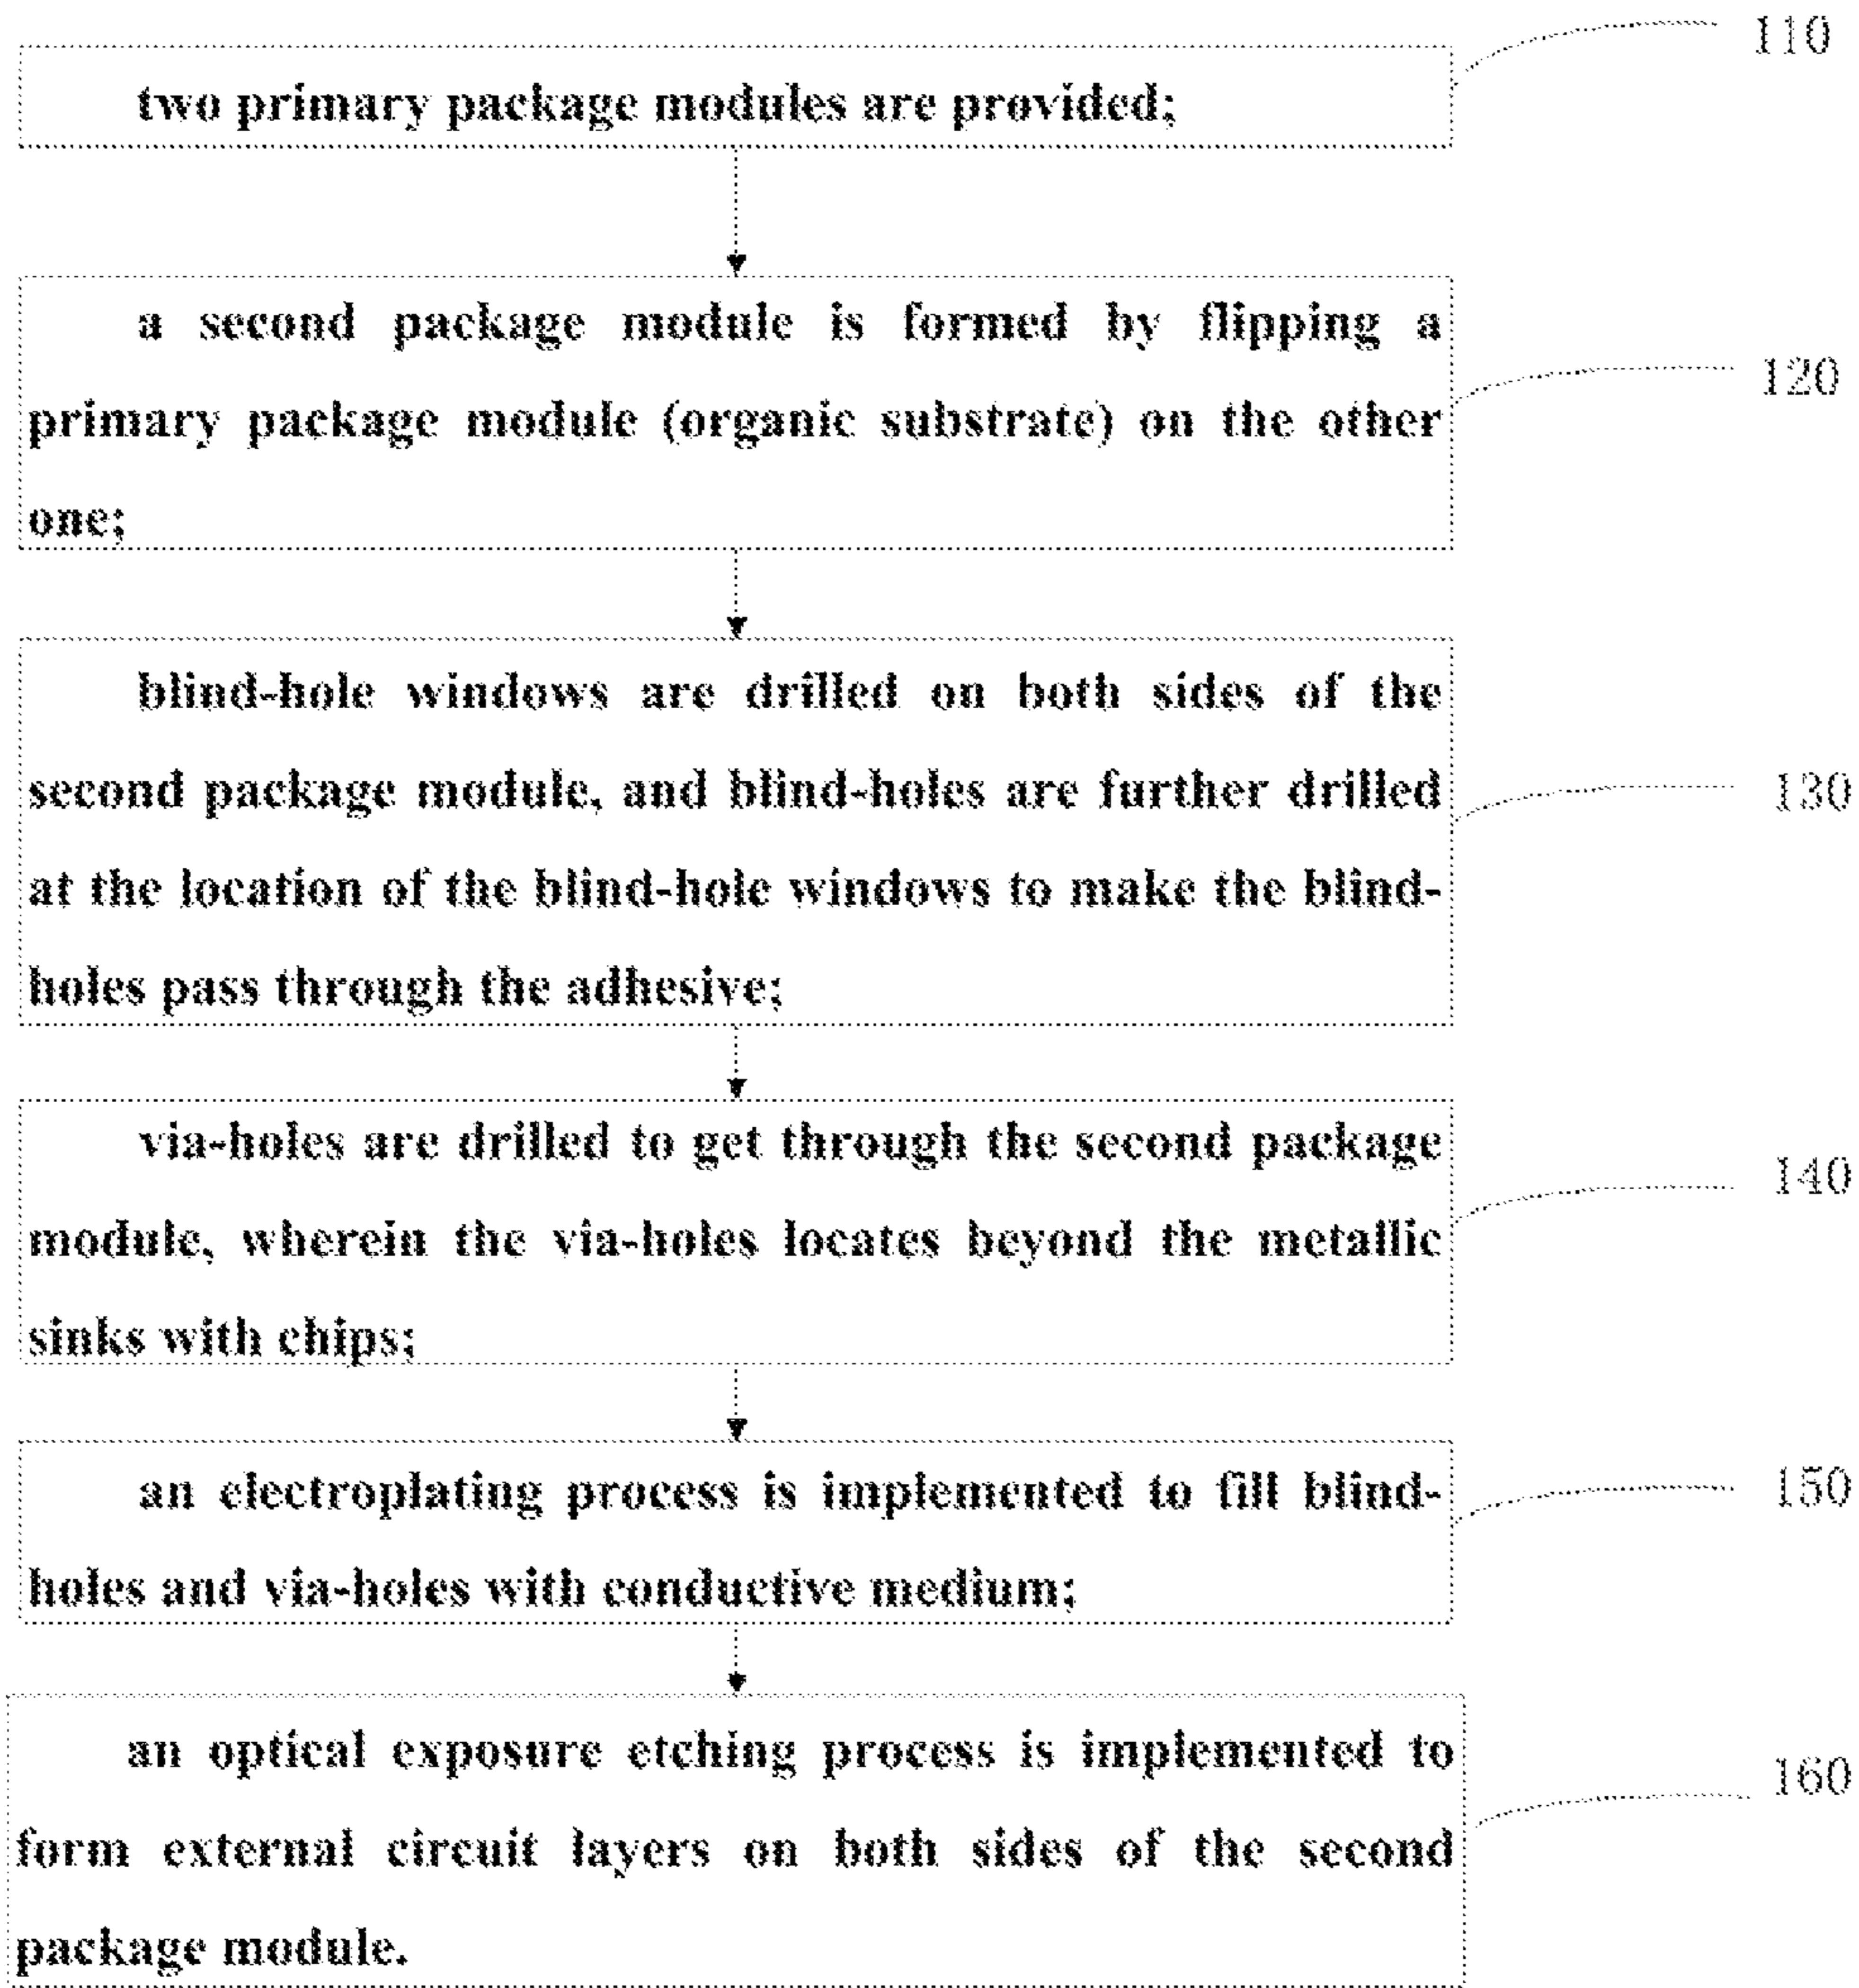 110
two primary package modules are provided;
a second package module is formed by flipping a
primary package module (organic substrate) on the other
one;
120
blind-hole windows are drilled on both sides of the
second package module, and blind-holes are further drilled
at the location of the blind-hole windows to make the blind-
holes pass through the adhesive;
130
via-holes are drilled to get through the second package
module, wherein the via-holes locates beyond the metallic
sinks with chips;
140
an electroplating process is implemented to fill blind-
holes and via-holes with conductive medium;
150
an optical exposure etching process is implemented to
form external circuit layers on both sides of the second
package module.
160